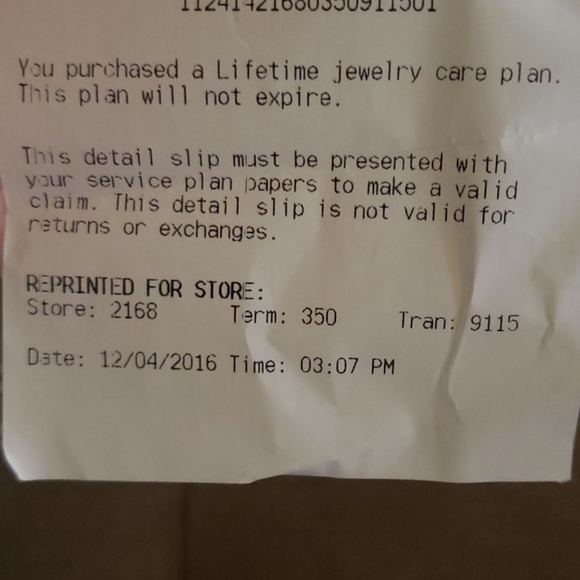 You purchased a Lifetime jewelry care plan.
This plan will not expire.
This detail slip must be presented with
your service plan papers to make a valid
claim. This detail slip is not valid for
returns or exchanges.
REPRINTED FOR STORE:
Store: 2168 Term: 350 Tran: 9115
Date: 12/04/2016 Time: 03:07 PM